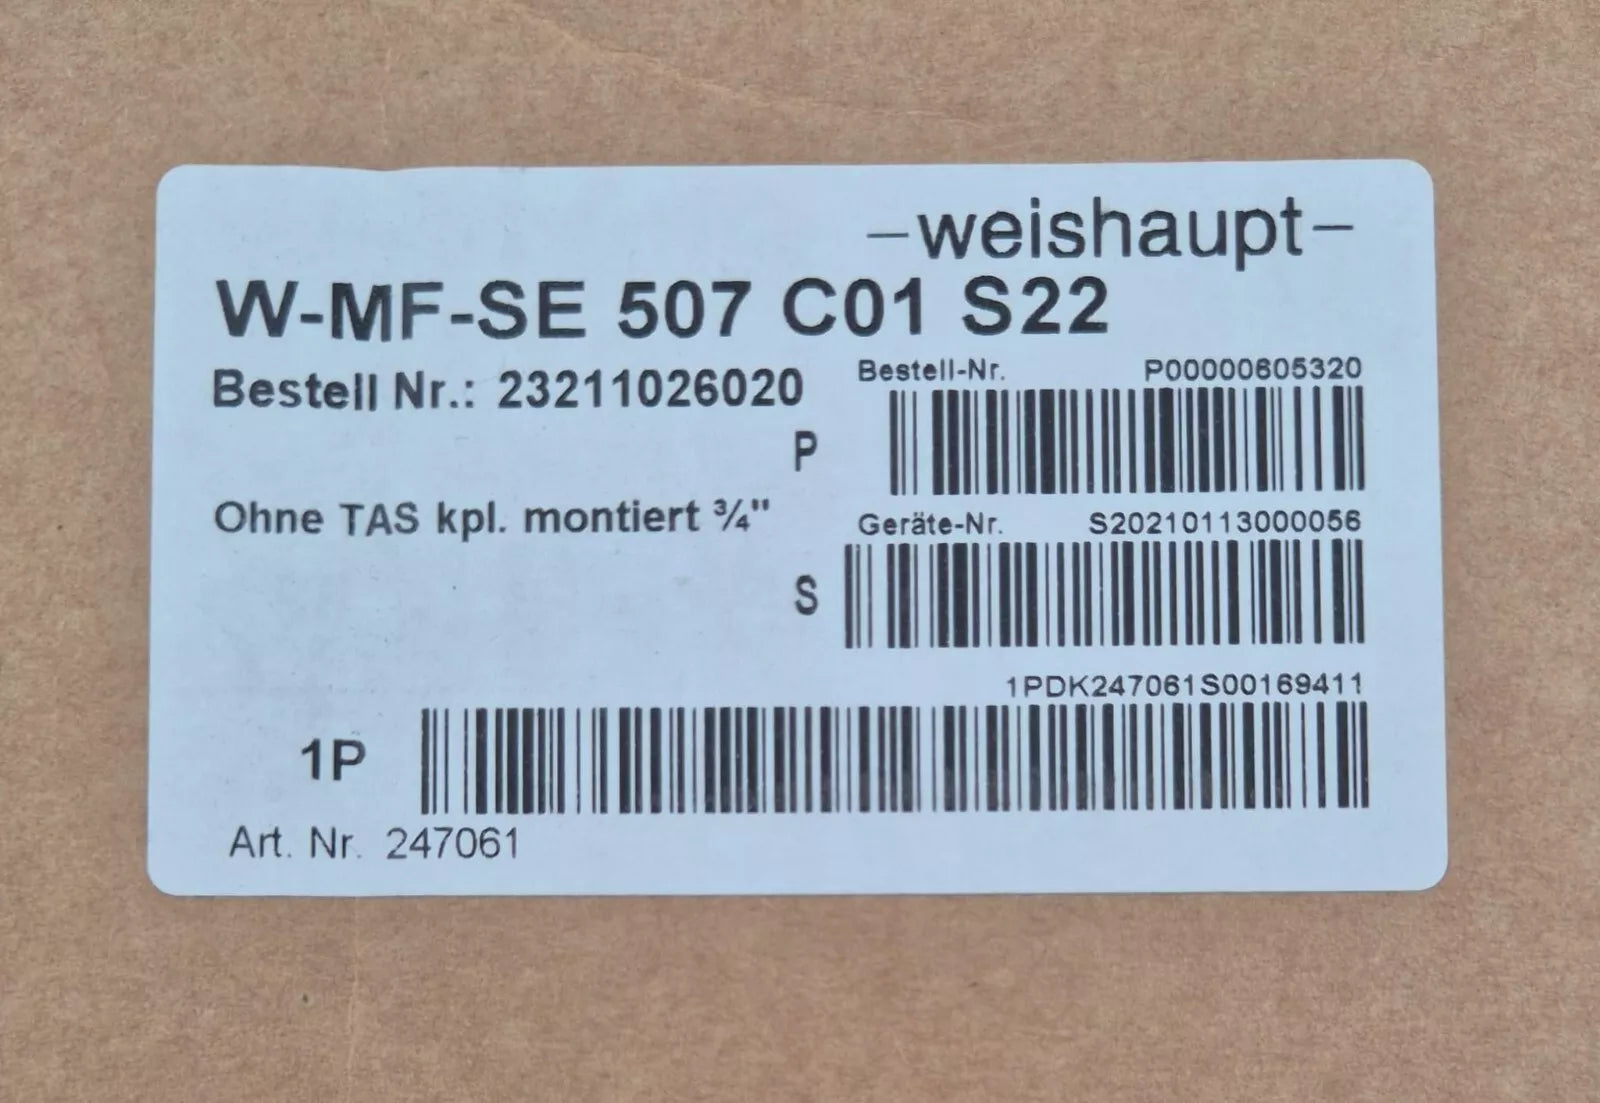 –weishaupt–
W-MF-SE 507 C01 S22
Bestell Nr.: 23211026020
Bestell-Nr. P00000605320
P
Ohne TAS kpl. montiert ¾"
Geräte-Nr. S20210113000056
S
1PDK247061S00169411
1P
Art. Nr. 247061